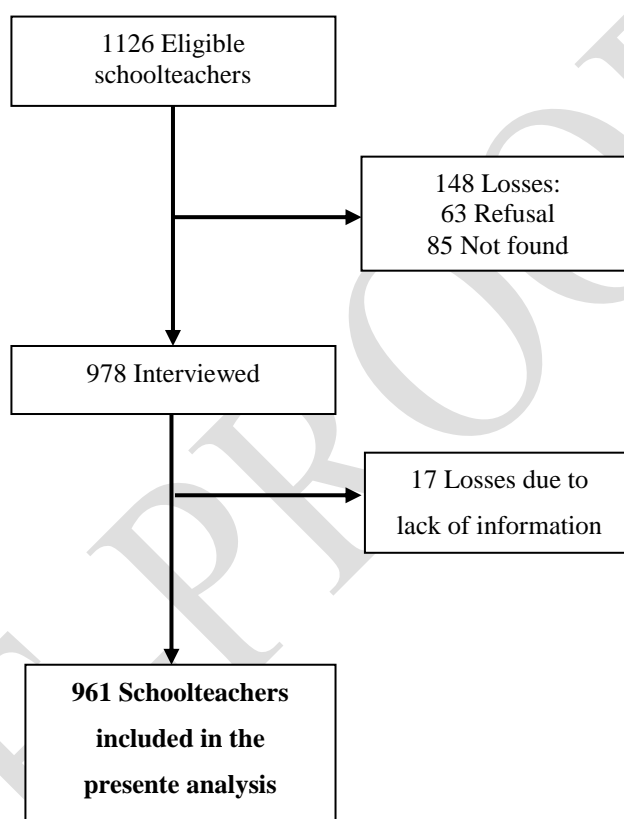 1126 Eligible
schoolteachers
148 Losses:
63 Refusal
85 Not found
978 Interviewed
17 Losses due to
lack of information
961 Schoolteachers
included in the
presente analysis